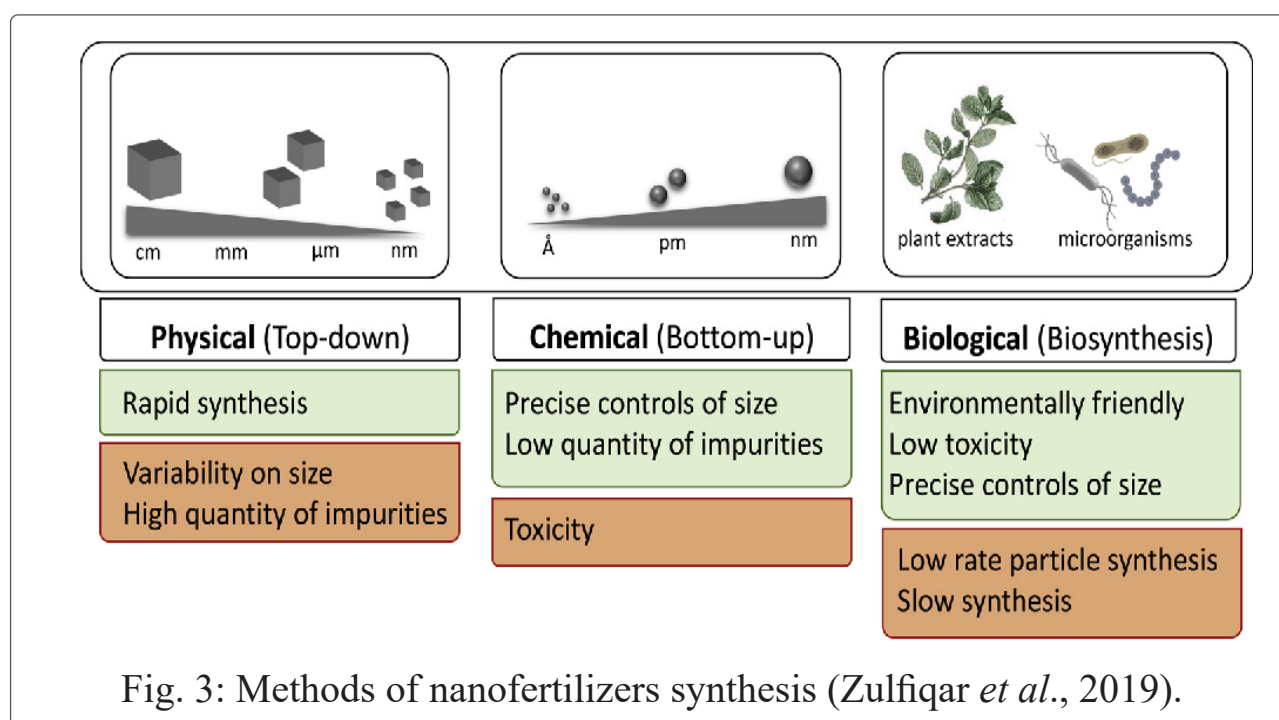 cm mm μm nm
Å pm nm
plant extracts microorganisms
Physical (Top-down)
Rapid synthesis
Variability on size
High quantity of impurities
Chemical (Bottom-up)
Precise controls of size
Low quantity of impurities
Toxicity
Biological (Biosynthesis)
Environmentally friendly
Low toxicity
Precise controls of size
Low rate particle synthesis
Slow synthesis
Fig. 3: Methods of nanofertilizers synthesis (Zulfiqar et al., 2019).